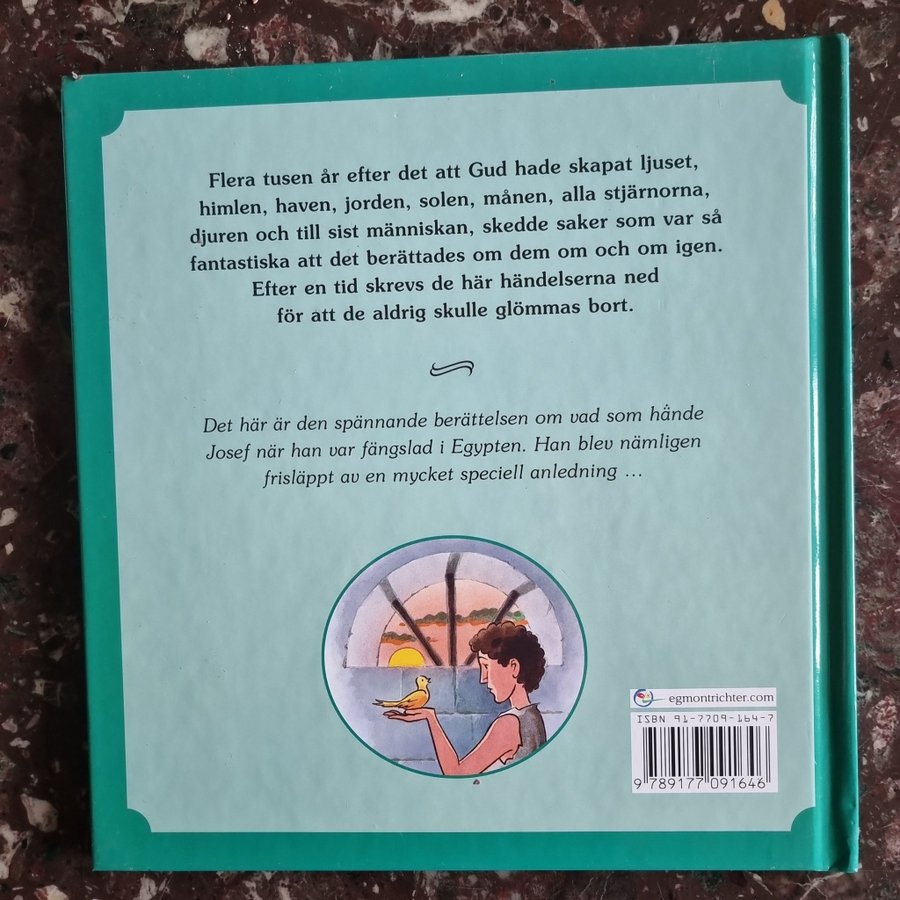 Flera tusen år efter det att Gud hade skapat ljuset,
himlen, haven, jorden, solen, månen, alla stjärnorna,
djuren och till sist människan, skedde saker som var så
fantastiska att det berättades om dem om och om igen.
Efter en tid skrevs de här händelserna ned
för att de aldrig skulle glömmas bort.
Det här är den spännande berättelsen om vad som hände
Josef när han var fängslad i Egypten. Han blev nämligen
frisläppt av en mycket speciell anledning ...
egmontrichter.com
ISBN 91-7709-164-7
9 789177 091646